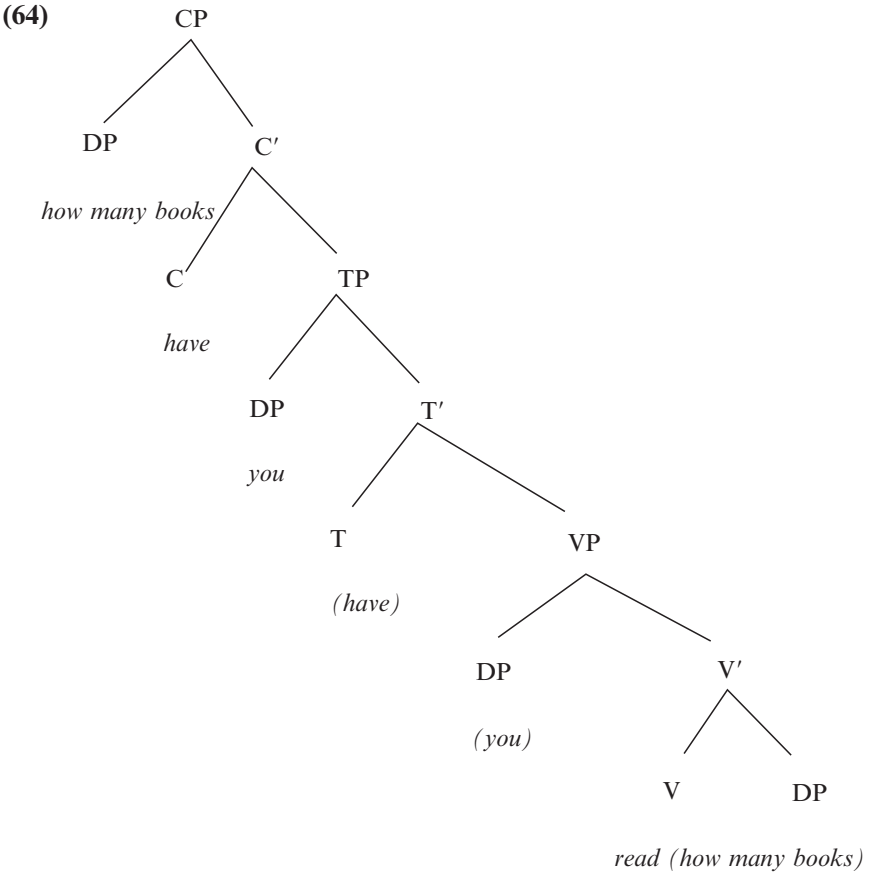 (64) CP
DP C′
how many books
C TP
have
DP T′
you
T VP
(have)
DP V′
(you)
V DP
read (how many books)